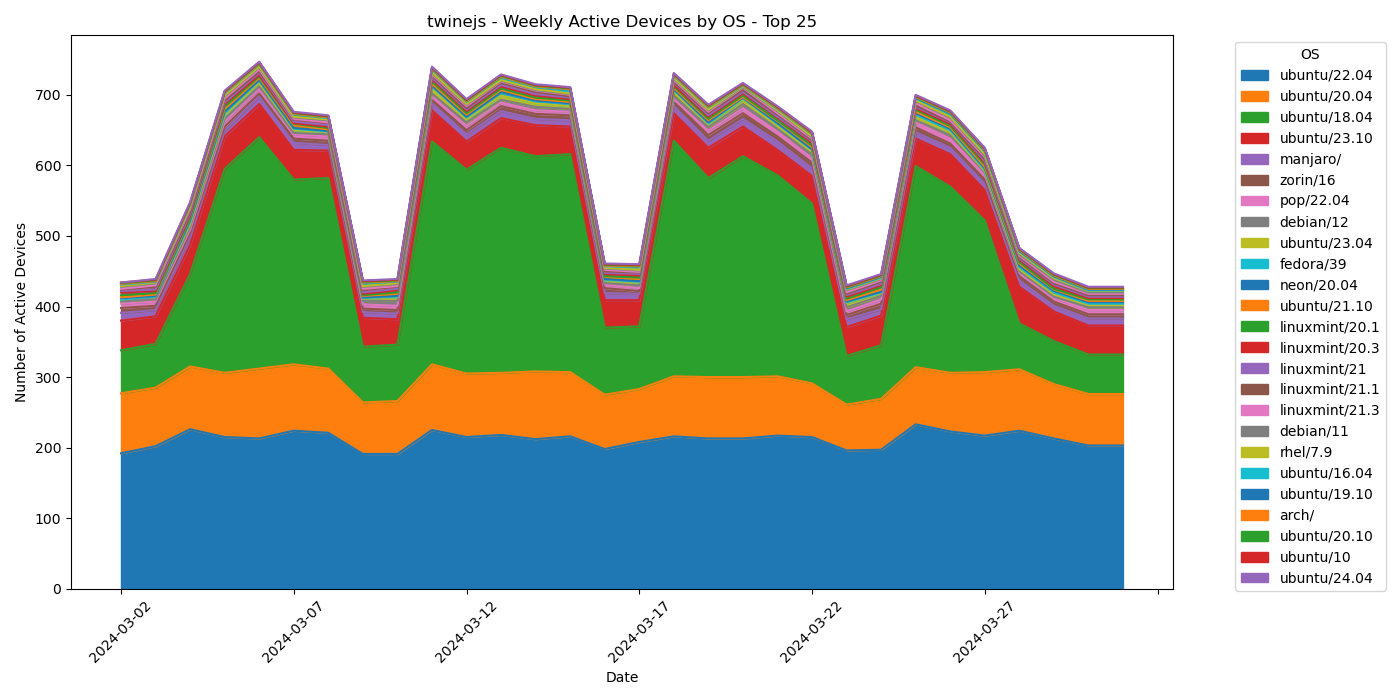 twinejs - Weekly Active Devices by OS - Top 25
Number of Active Devices
700
600
500
400
300
200
100
0
2024-03-02
2024-03-07
2024-03-12
2024-03-17
2024-03-22
2024-03-27
Date
OS
ubuntu/22.04
ubuntu/20.04
ubuntu/18.04
ubuntu/23.10
manjaro/
zorin/16
pop/22.04
debian/12
ubuntu/23.04
fedora/39
neon/20.04
ubuntu/21.10
linuxmint/20.1
linuxmint/20.3
linuxmint/21
linuxmint/21.1
linuxmint/21.3
debian/11
rhel/7.9
ubuntu/16.04
ubuntu/19.10
arch/
ubuntu/20.10
ubuntu/10
ubuntu/24.04